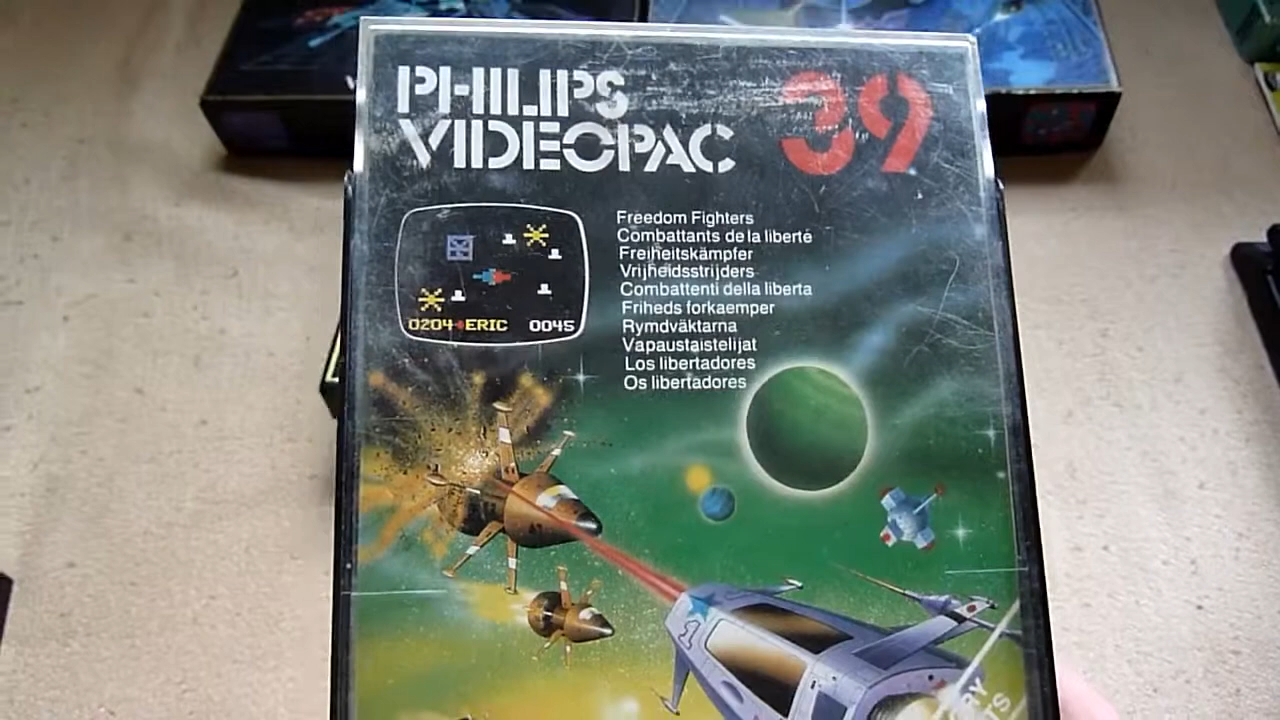 PHILIPS
VIDEOPAC 39
0204 ERIC 0045
Freedom Fighters
Combattants de la liberté
Freiheitskämpfer
Vrijheidsstrijders
Combattenti della liberta
Friheds forkaemper
Rymdväktarna
Vapaustaistelijat
Los libertadores
Os libertadores
1